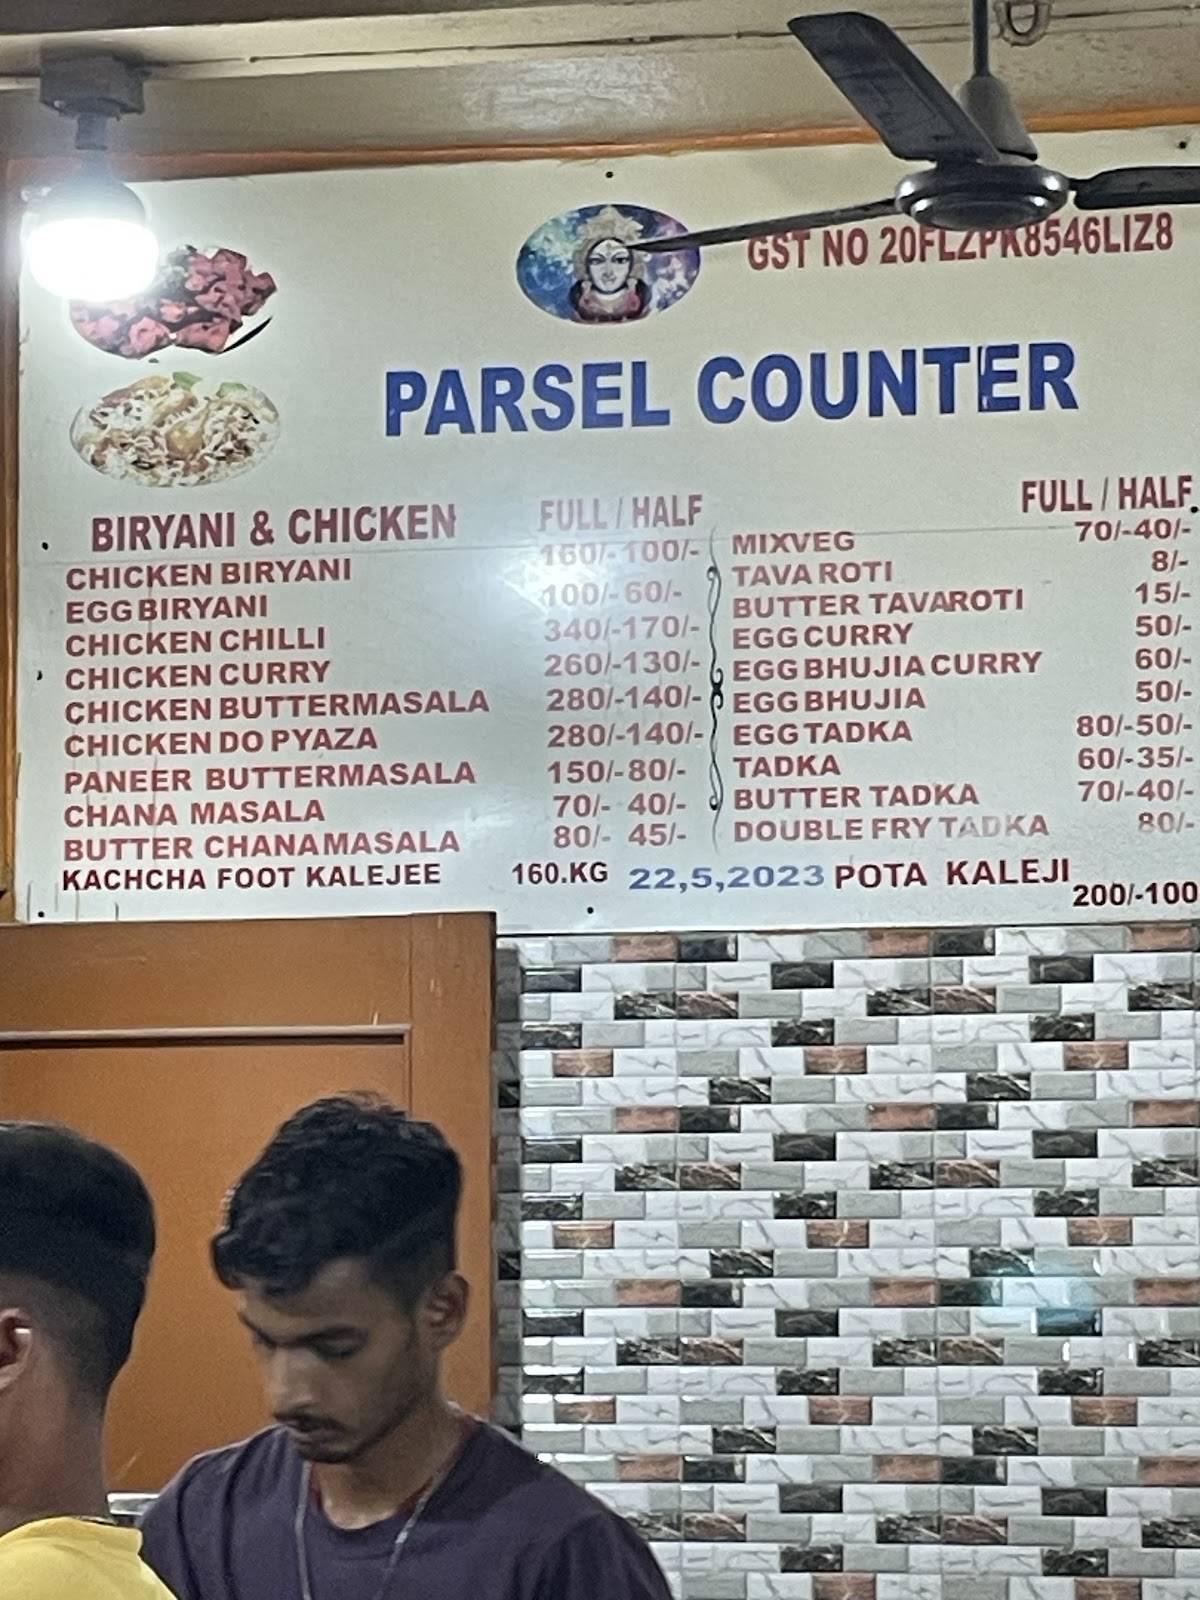 GST NO 20FLZPK8546LIZ8
PARSEL COUNTER
BIRYANI & CHICKEN FULL / HALF
CHICKEN BIRYANI 160/-100/-
EGG BIRYANI 100/-60/-
CHICKEN CHILLI 340/-170/-
CHICKEN CURRY 260/-130/-
CHICKEN BUTTERMASALA 280/-140/-
CHICKEN DO PYAZA 280/-140/-
PANEER BUTTERMASALA 150/-80/-
CHANA MASALA 70/- 40/-
BUTTER CHANAMASALA 80/- 45/-
KACHCHA FOOT KALEJEE 160.KG
FULL / HALF
MIXVEG 70/-40/-
TAVA ROTI 8/-
BUTTER TAVAROTI 15/-
EGG CURRY 50/-
EGG BHUJIA CURRY 60/-
EGG BHUJIA 50/-
EGG TADKA 80/-50/-
TADKA 60/-35/-
BUTTER TADKA 70/-40/-
DOUBLE FRY TADKA 80/-
22,5,2023 POTA KALEJI
200/-100